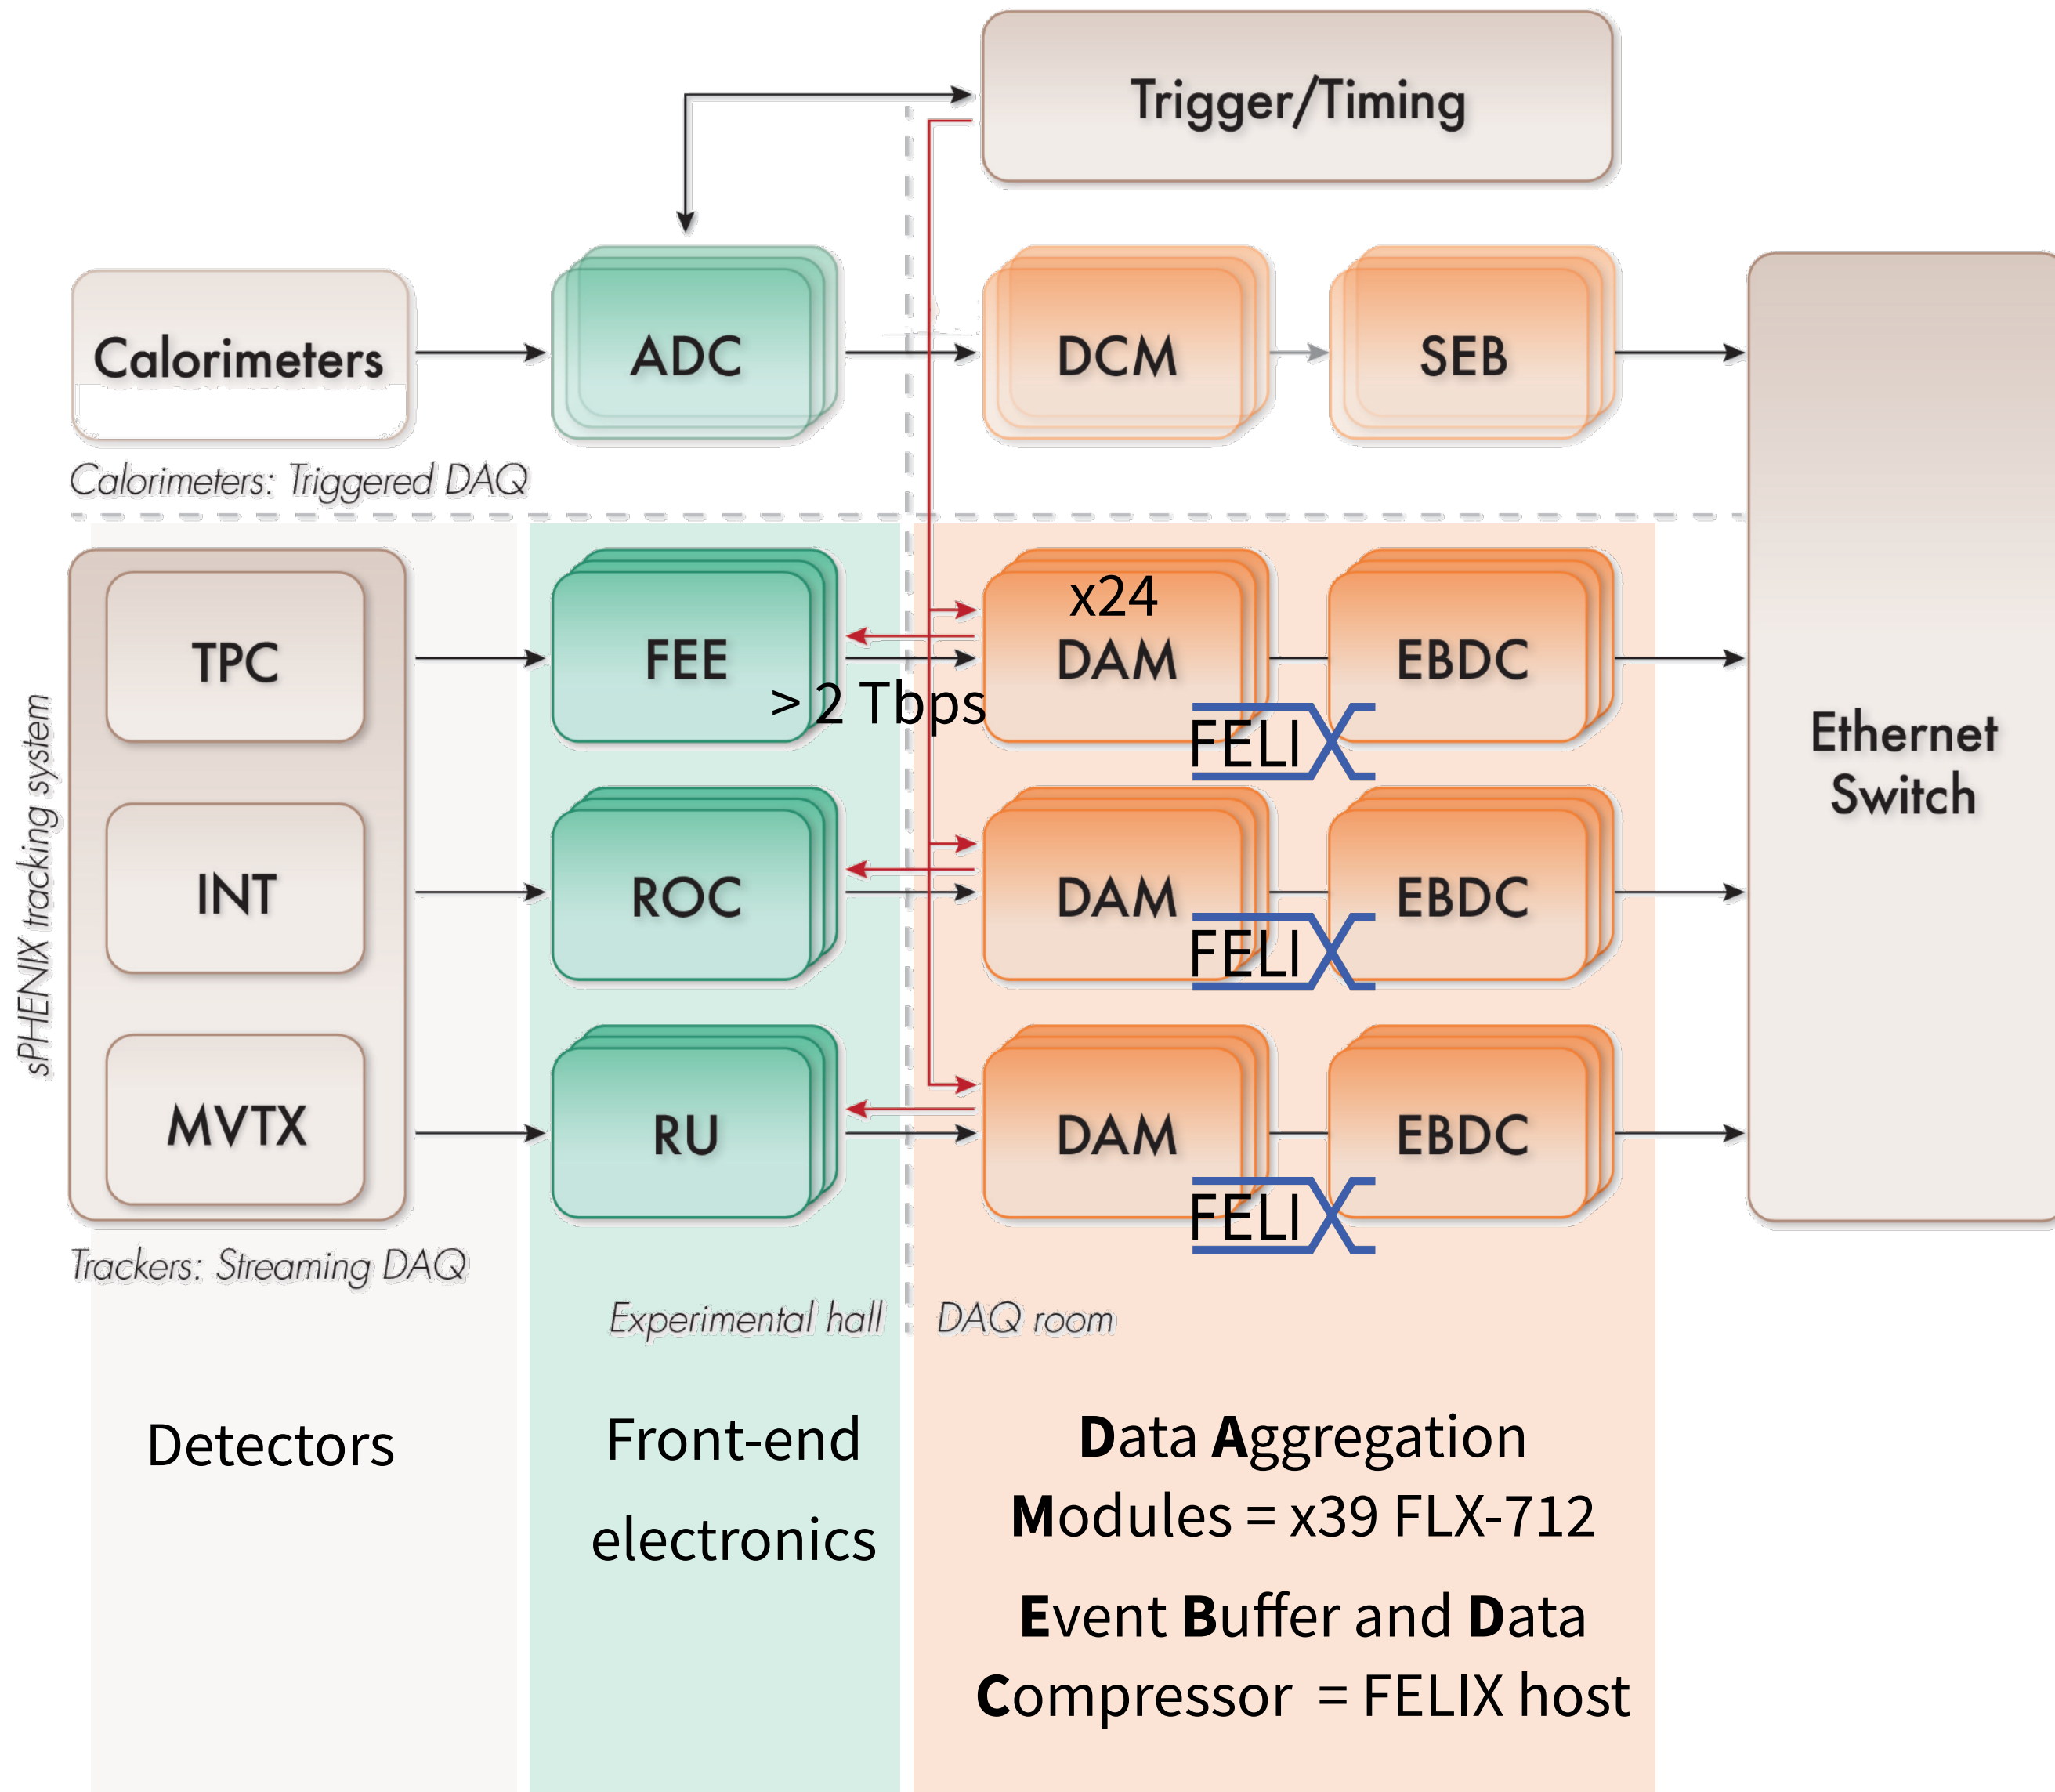 Trigger/Timing
Calorimeters
ADC
DCM
SEB
Calorimeters: Triggered DAQ
sPHENIX tracking system
TPC
FEE
x24
DAM
EBDC
> 2 Tbps
FELIX
Ethernet
Switch
INT
ROC
DAM
EBDC
FELIX
MVTX
RU
DAM
EBDC
FELIX
Trackers: Streaming DAQ
Experimental hall
DAQ room
Detectors
Front-end
electronics
Data Aggregation
Modules = x39 FLX-712
Event Buffer and Data
Compressor = FELIX host